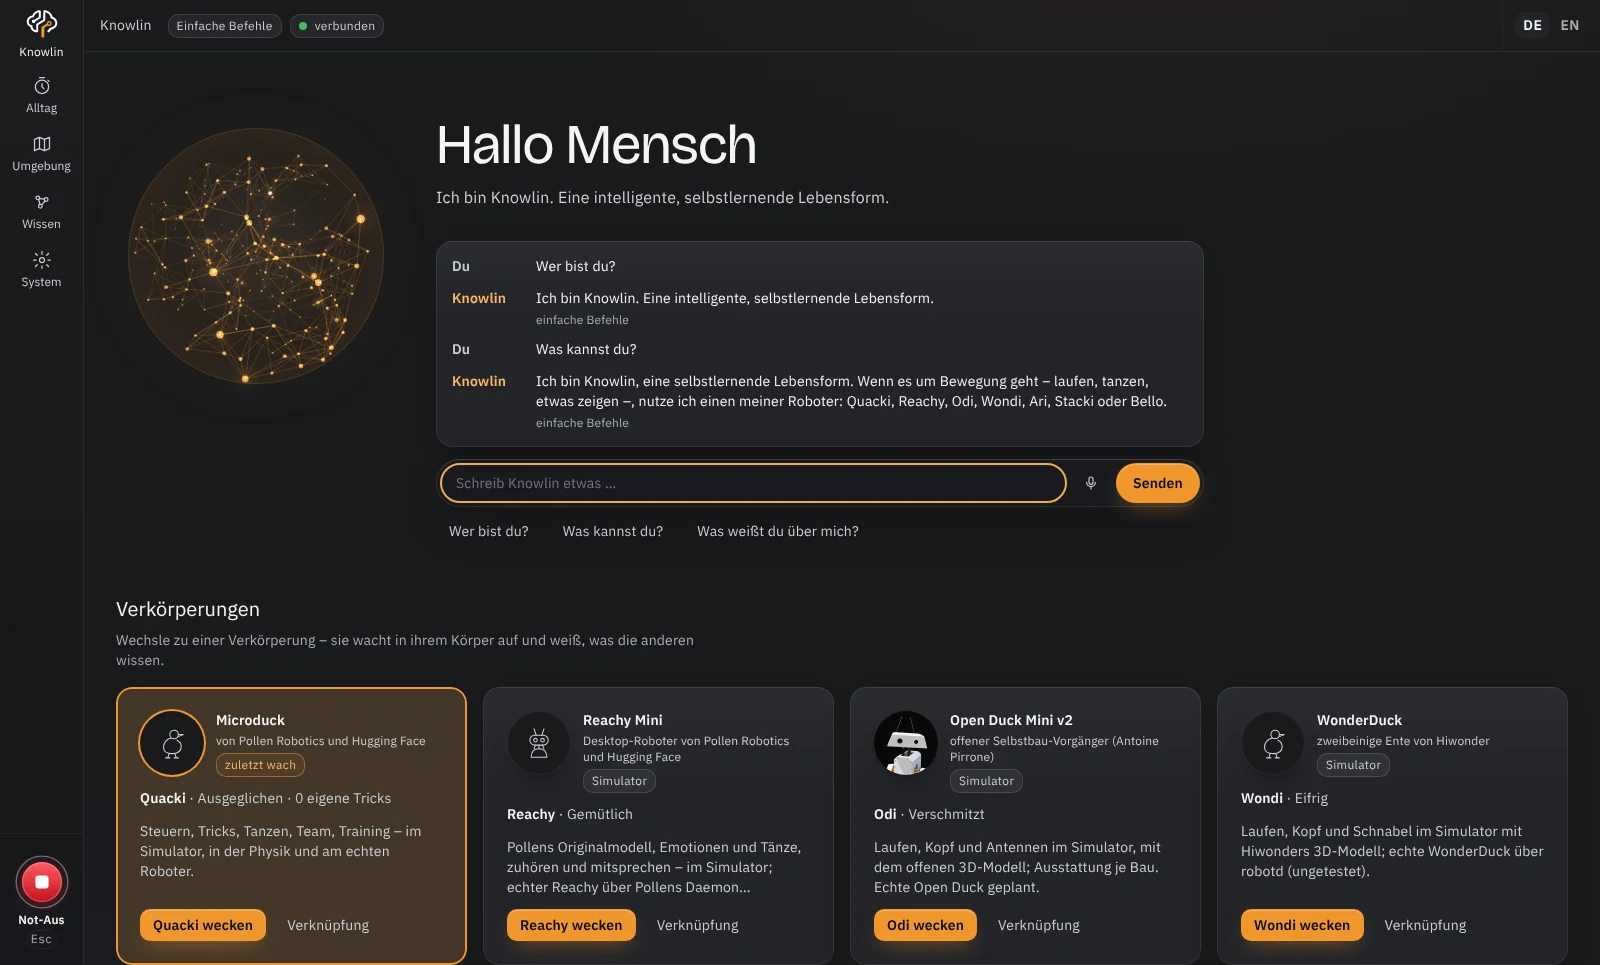 Knowlin
Alltag
Umgebung
Wissen
System
Not-Aus
Esc
Knowlin
Einfache Befehle
verbunden
DE
EN
Hallo Mensch
Ich bin Knowlin. Eine intelligente, selbstlernende Lebensform.
Du
Wer bist du?
Knowlin
Ich bin Knowlin. Eine intelligente, selbstlernende Lebensform.
einfache Befehle
Du
Was kannst du?
Knowlin
Ich bin Knowlin, eine selbstlernende Lebensform. Wenn es um Bewegung geht – laufen, tanzen,
etwas zeigen –, nutze ich einen meiner Roboter: Quacki, Reachy, Odi, Wondi, Ari, Stacki oder Bello.
einfache Befehle
Schreib Knowlin etwas ...
Senden
Wer bist du?
Was kannst du?
Was weißt du über mich?
Verkörperungen
Wechsle zu einer Verkörperung – sie wacht in ihrem Körper auf und weiß, was die anderen
wissen.
Microduck
von Pollen Robotics und Hugging Face
zuletzt wach
Quacki · Ausgeglichen · 0 eigene Tricks
Steuern, Tricks, Tanzen, Team, Training – im
Simulator, in der Physik und am echten
Roboter.
Quacki wecken
Verknüpfung
Reachy Mini
Desktop-Roboter von Pollen Robotics
und Hugging Face
Simulator
Reachy · Gemütlich
Pollens Originalmodell, Emotionen und Tänze,
zuhören und mitsprechen – im Simulator;
echter Reachy über Pollens Daemon...
Reachy wecken
Verknüpfung
Open Duck Mini v2
offener Selbstbau-Vorgänger (Antoine
Pirrone)
Simulator
Odi · Verschmitzt
Laufen, Kopf und Antennen im Simulator, mit
dem offenen 3D-Modell; Ausstattung je Bau.
Echte Open Duck geplant.
Odi wecken
Verknüpfung
WonderDuck
zweibeinige Ente von Hiwonder
Simulator
Wondi · Eifrig
Laufen, Kopf und Schnabel im Simulator mit
Hiwonders 3D-Modell; echte WonderDuck über
robotd (ungetestet).
Wondi wecken
Verknüpfung